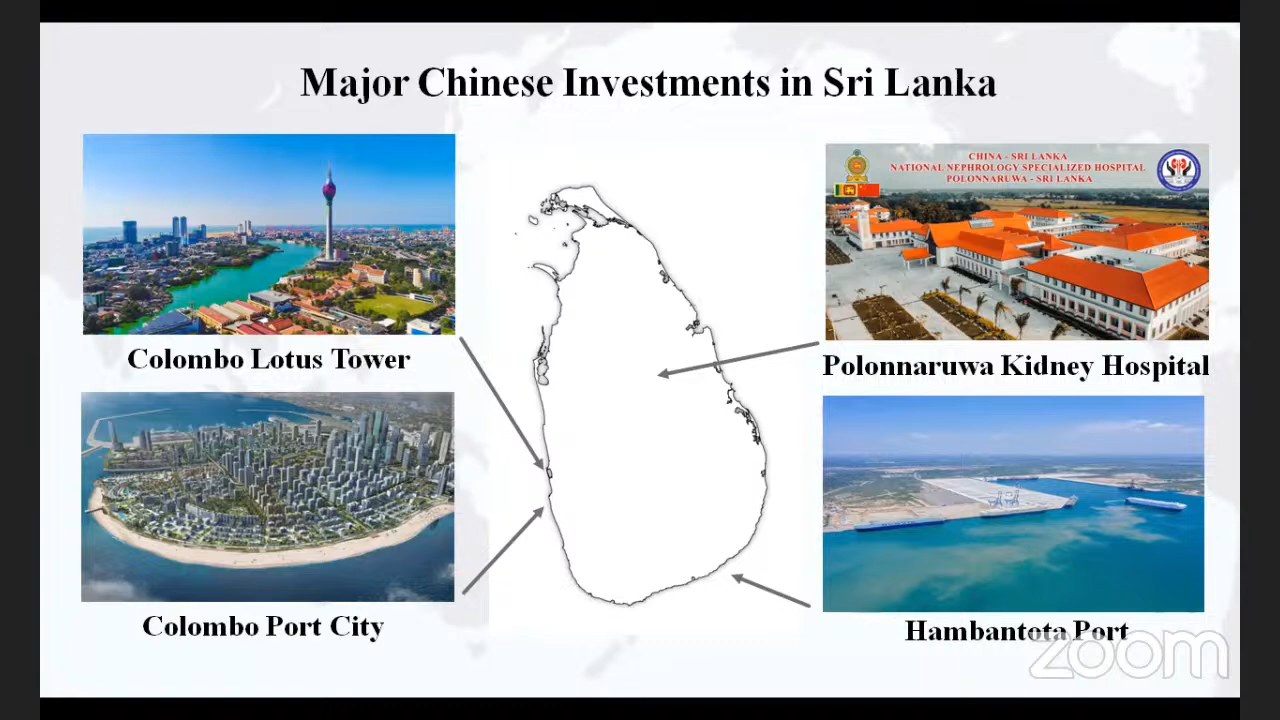 Major Chinese Investments in Sri Lanka
CHINA - SRI LANKA
NATIONAL NEPHROLOGY SPECIALIZED HOSPITAL
POLONNARUWA - SRI LANKA
Colombo Lotus Tower
Polonnaruwa Kidney Hospital
Colombo Port City
Hambantota Port
zoom